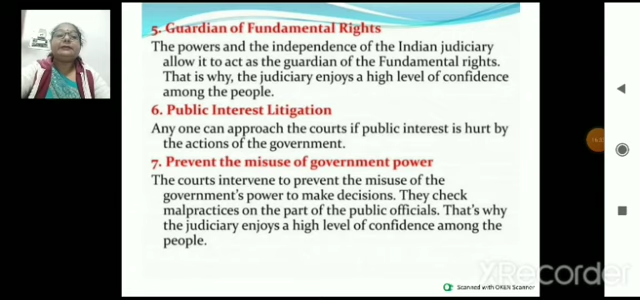 5. Guardian of Fundamental Rights
The powers and the independence of the Indian judiciary
allow it to act as the guardian of the Fundamental rights.
That is why, the judiciary enjoys a high level of confidence
among the people.
6. Public Interest Litigation
Any one can approach the courts if public interest is hurt by
the actions of the government.
7. Prevent the misuse of government power
The courts intervene to prevent the misuse of the
government's power to make decisions. They check
malpractices on the part of the public officials. That's why
the judiciary enjoys a high level of confidence among the
people.
Scanned with OKEN Scanner
XRecorder